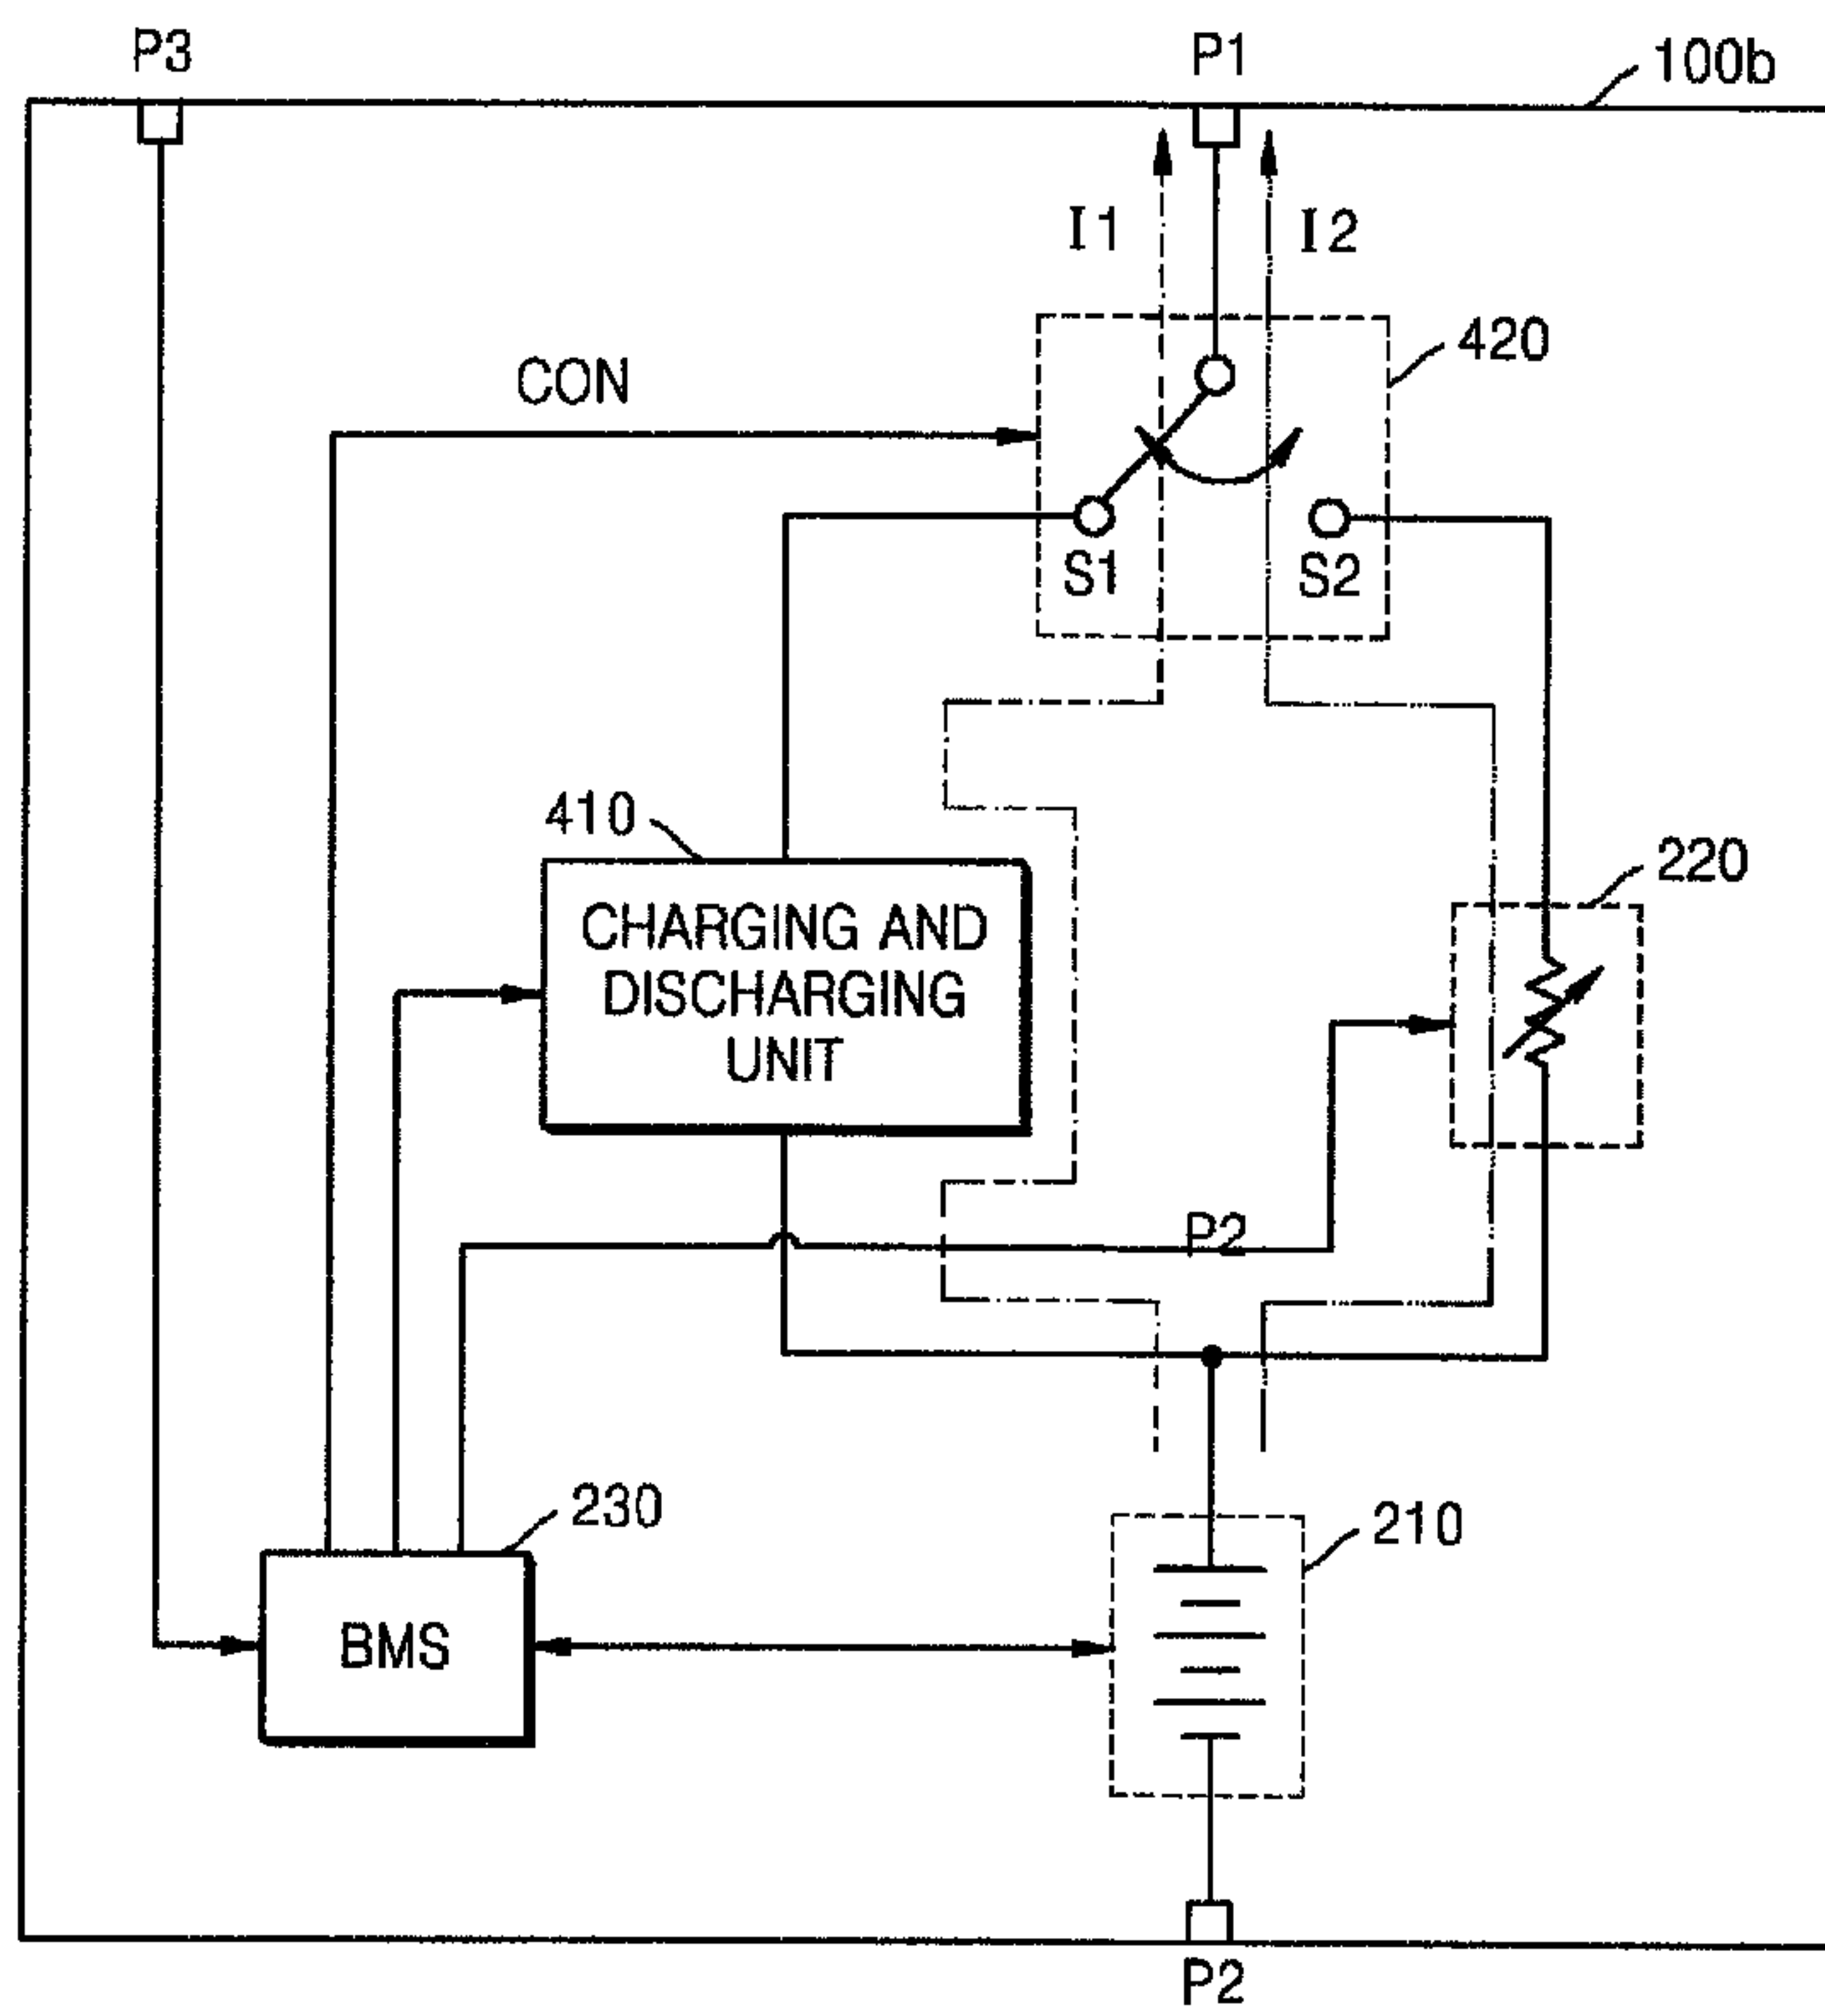 P3
P1
100b
I1
I2
420
CON
S1
S2
410
220
CHARGING AND
DISCHARGING
UNIT
P2
230
210
BMS
P2